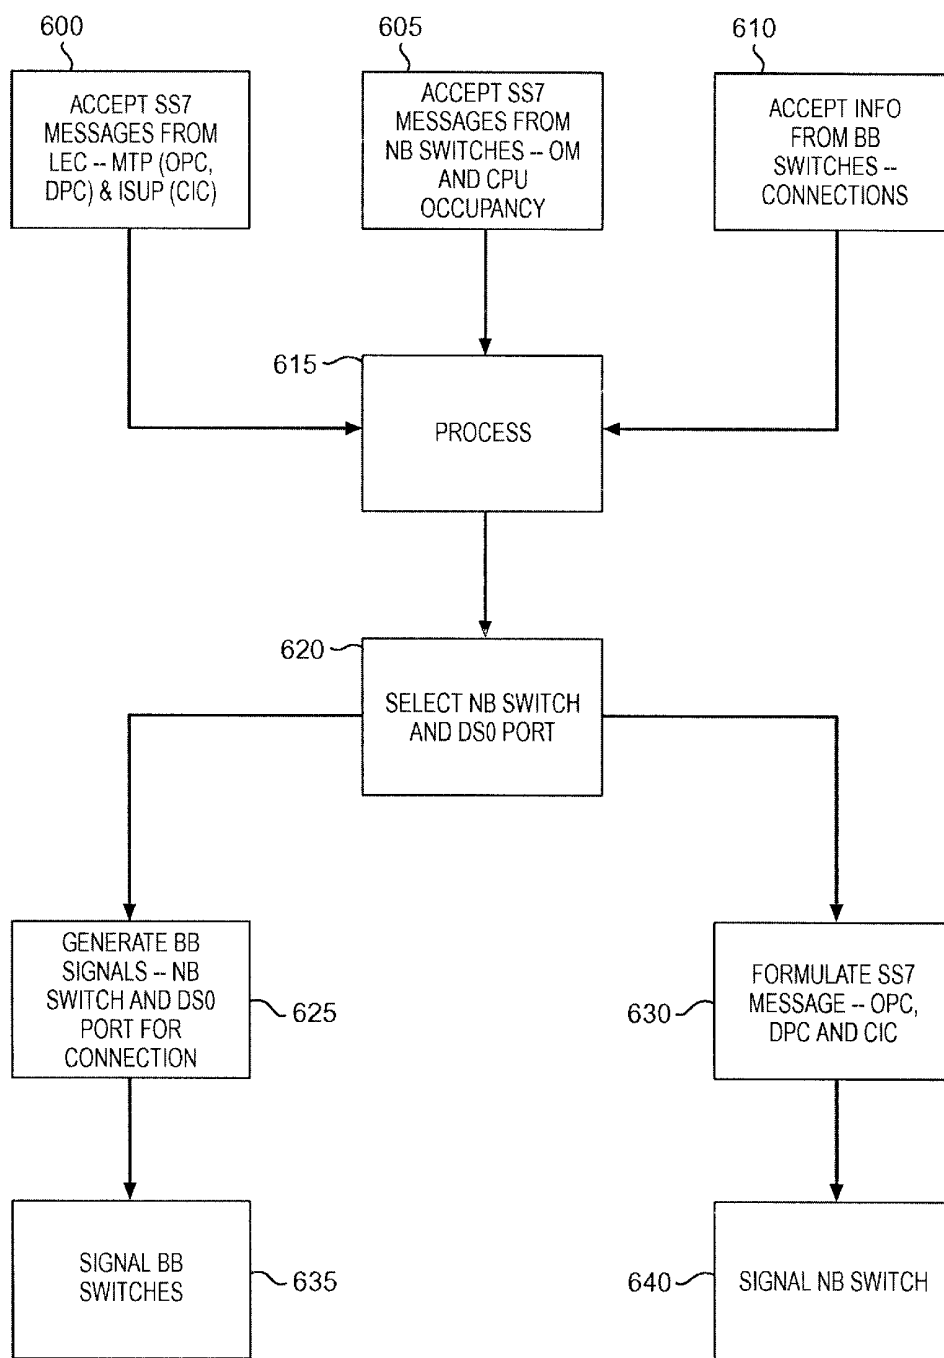 600
605
610
ACCEPT SS7
MESSAGES FROM
LEC -- MTP (OPC,
DPC) & ISUP (CIC)
ACCEPT SS7
MESSAGES FROM
NB SWITCHES -- OM
AND CPU
OCCUPANCY
ACCEPT INFO
FROM BB
SWITCHES --
CONNECTIONS
615
PROCESS
620
SELECT NB SWITCH
AND DS0 PORT
GENERATE BB
SIGNALS -- NB
SWITCH AND DS0
PORT FOR
CONNECTION
625
630
FORMULATE SS7
MESSAGE -- OPC,
DPC AND CIC
SIGNAL BB
SWITCHES
635
640
SIGNAL NB SWITCH